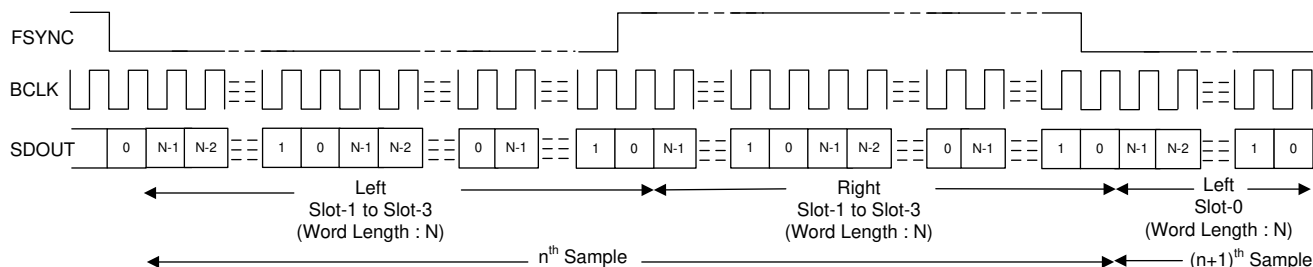 FSYNC
BCLK
SDOUT 0 N-1 N-2 1 0 N-1 N-2 0 N-1 1 0 N-1 1 0 N-1 N-2 0 N-1 1 0 N-1 N-2 1 0
Left
Slot-1 to Slot-3
(Word Length : N)
Right
Slot-1 to Slot-3
(Word Length : N)
Left
Slot-0
(Word Length : N)
nth Sample
(n+1)th Sample